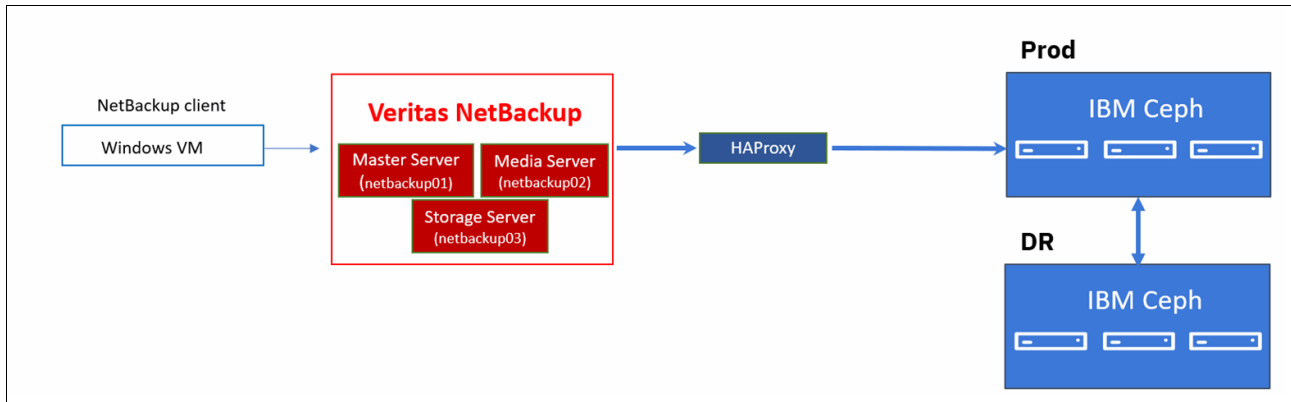 NetBackup client
Windows VM
Veritas NetBackup
Master Server
(netbackup01)
Media Server
(netbackup02)
Storage Server
(netbackup03)
HAProxy
Prod
IBM Ceph
DR
IBM Ceph